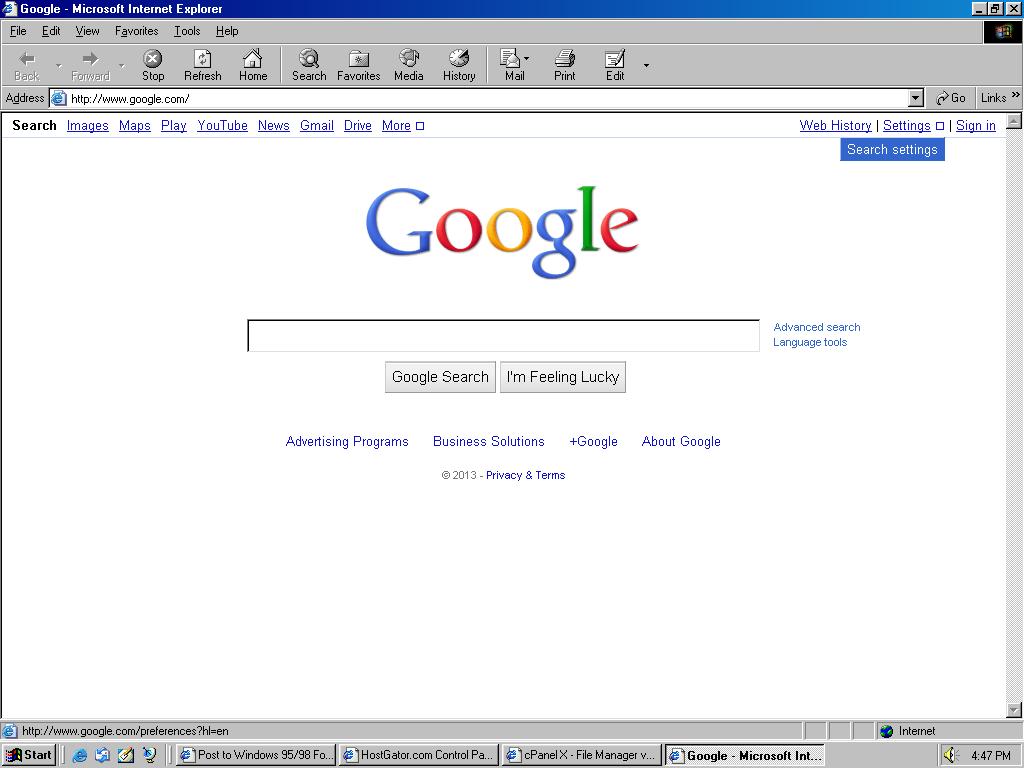 Google - Microsoft Internet Explorer
File Edit View Favorites Tools Help
Back Forward Stop Refresh Home Search Favorites Media History Mail Print Edit
Address http://www.google.com/ Go Links »
Search Images Maps Play YouTube News Gmail Drive More Web History | Settings | Sign in
Search settings
Google
Advanced search
Language tools
Google Search I'm Feeling Lucky
Advertising Programs Business Solutions +Google About Google
© 2013 - Privacy & Terms
http://www.google.com/preferences?hl=en Internet
Start Post to Windows 95/98 Fo... HostGator.com Control Pa... cPanel X - File Manager v... Google - Microsoft Int... 4:47 PM